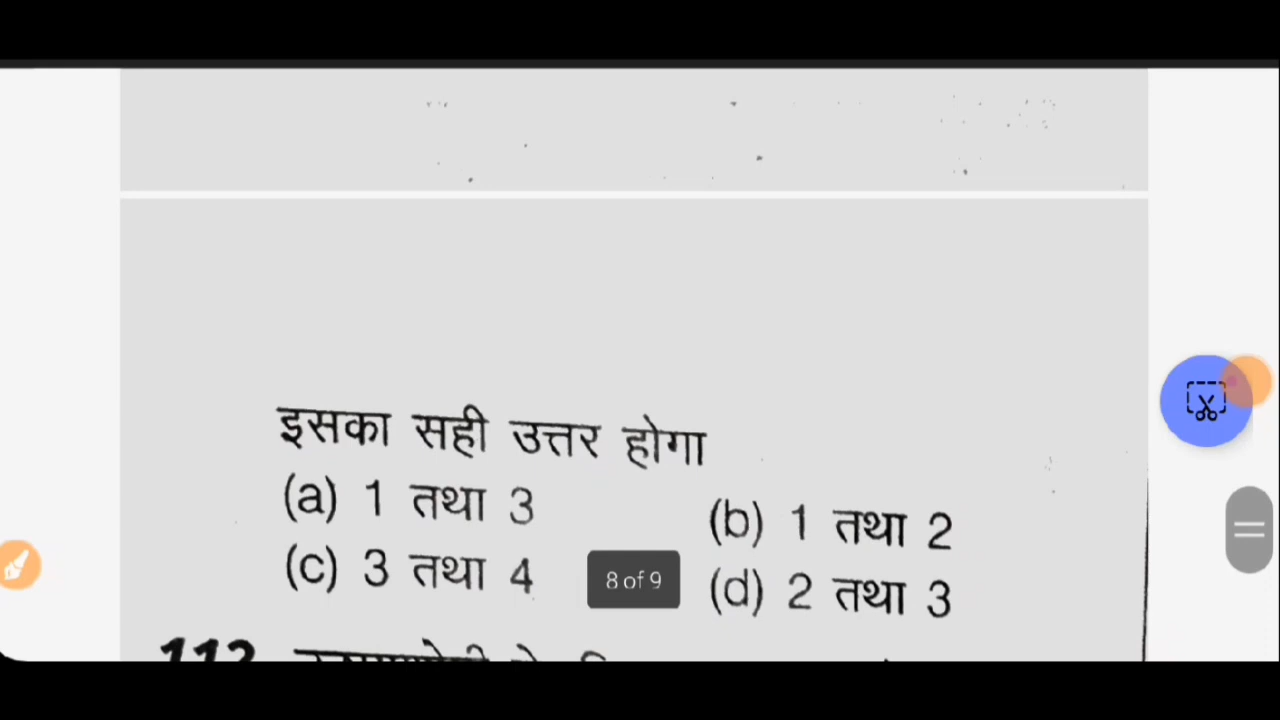 इसका सही उत्तर होगा
(a) 1 तथा 3 (b) 1 तथा 2
(c) 3 तथा 4 (d) 2 तथा 3
8 of 9
112